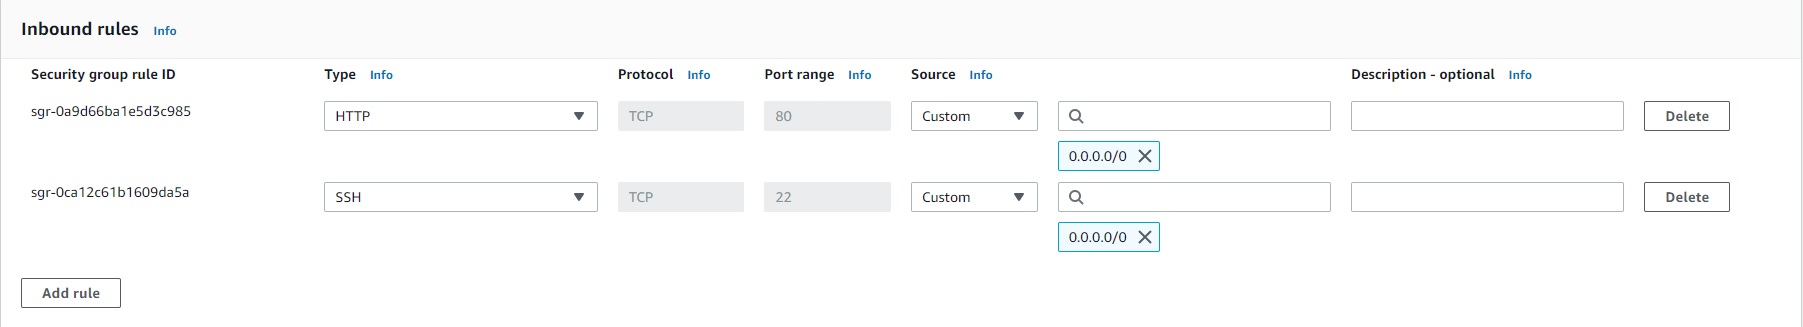 Inbound rules Info
Security group rule ID Type Info Protocol Info Port range Info Source Info Description - optional Info
sgr-0a9d66ba1e5d3c985 HTTP TCP 80 Custom Delete
0.0.0.0/0
sgr-0ca12c61b1609da5a SSH TCP 22 Custom Delete
0.0.0.0/0
Add rule